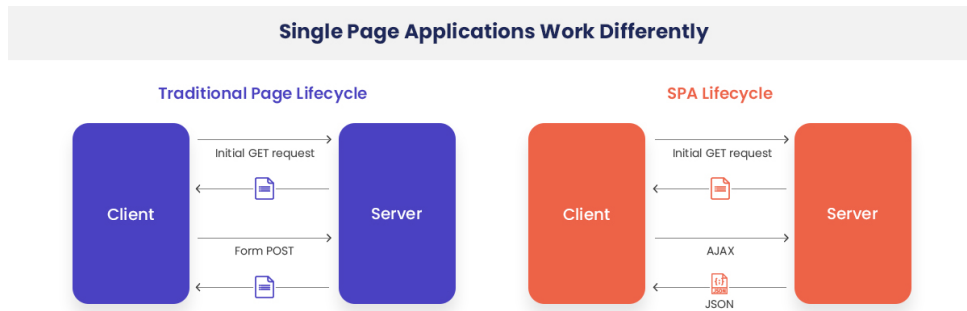 Single Page Applications Work Differently
Traditional Page Lifecycle
Client
Initial GET request
Form POST
Server
SPA Lifecycle
Client
Initial GET request
AJAX
{;}
JSON
JSON
Server